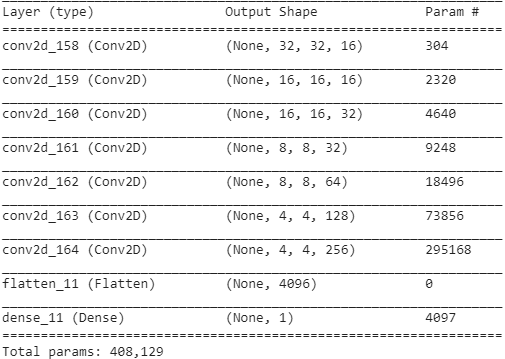 Layer (type) Output Shape Param #
conv2d_158 (Conv2D) (None, 32, 32, 16) 304
conv2d_159 (Conv2D) (None, 16, 16, 16) 2320
conv2d_160 (Conv2D) (None, 16, 16, 32) 4640
conv2d_161 (Conv2D) (None, 8, 8, 32) 9248
conv2d_162 (Conv2D) (None, 8, 8, 64) 18496
conv2d_163 (Conv2D) (None, 4, 4, 128) 73856
conv2d_164 (Conv2D) (None, 4, 4, 256) 295168
flatten_11 (Flatten) (None, 4096) 0
dense_11 (Dense) (None, 1) 4097
Total params: 408,129